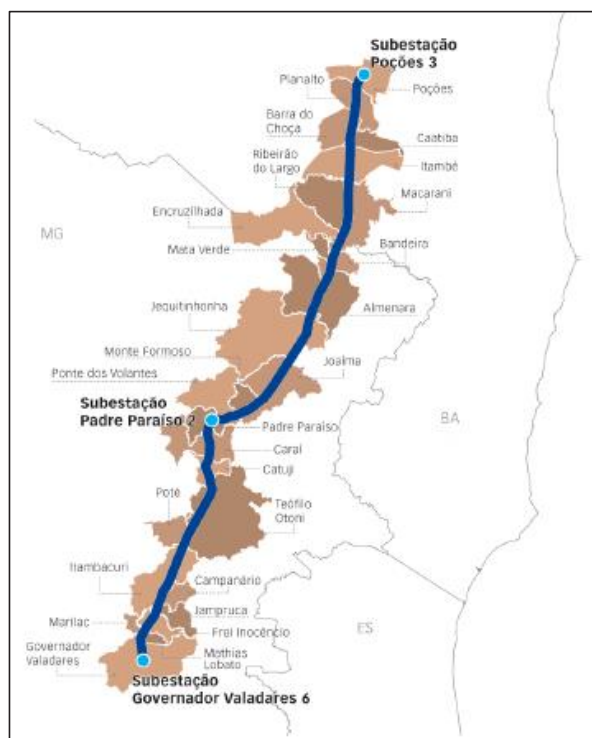 Subestação
Poções 3
Planalto
Poções
Barra do
Choça
Caatiba
Ribeirão
do Largo
Itambé
Macarani
Encruzilhada
MG
Mata Verde
Bandeira
Jequitinhonha
Almenara
Monte Formoso
Joaíma
Ponte dos Volantes
Subestação
Padre Paraíso 2
Padre Paraíso
BA
Caraí
Catuji
Poté
Teófilo
Otoni
Itambacuri
Campanário
Jampruca
Marilac
Frei Inocêncio
ES
Governador
Valadares
Mathias
Lobato
Subestação
Governador Valadares 6